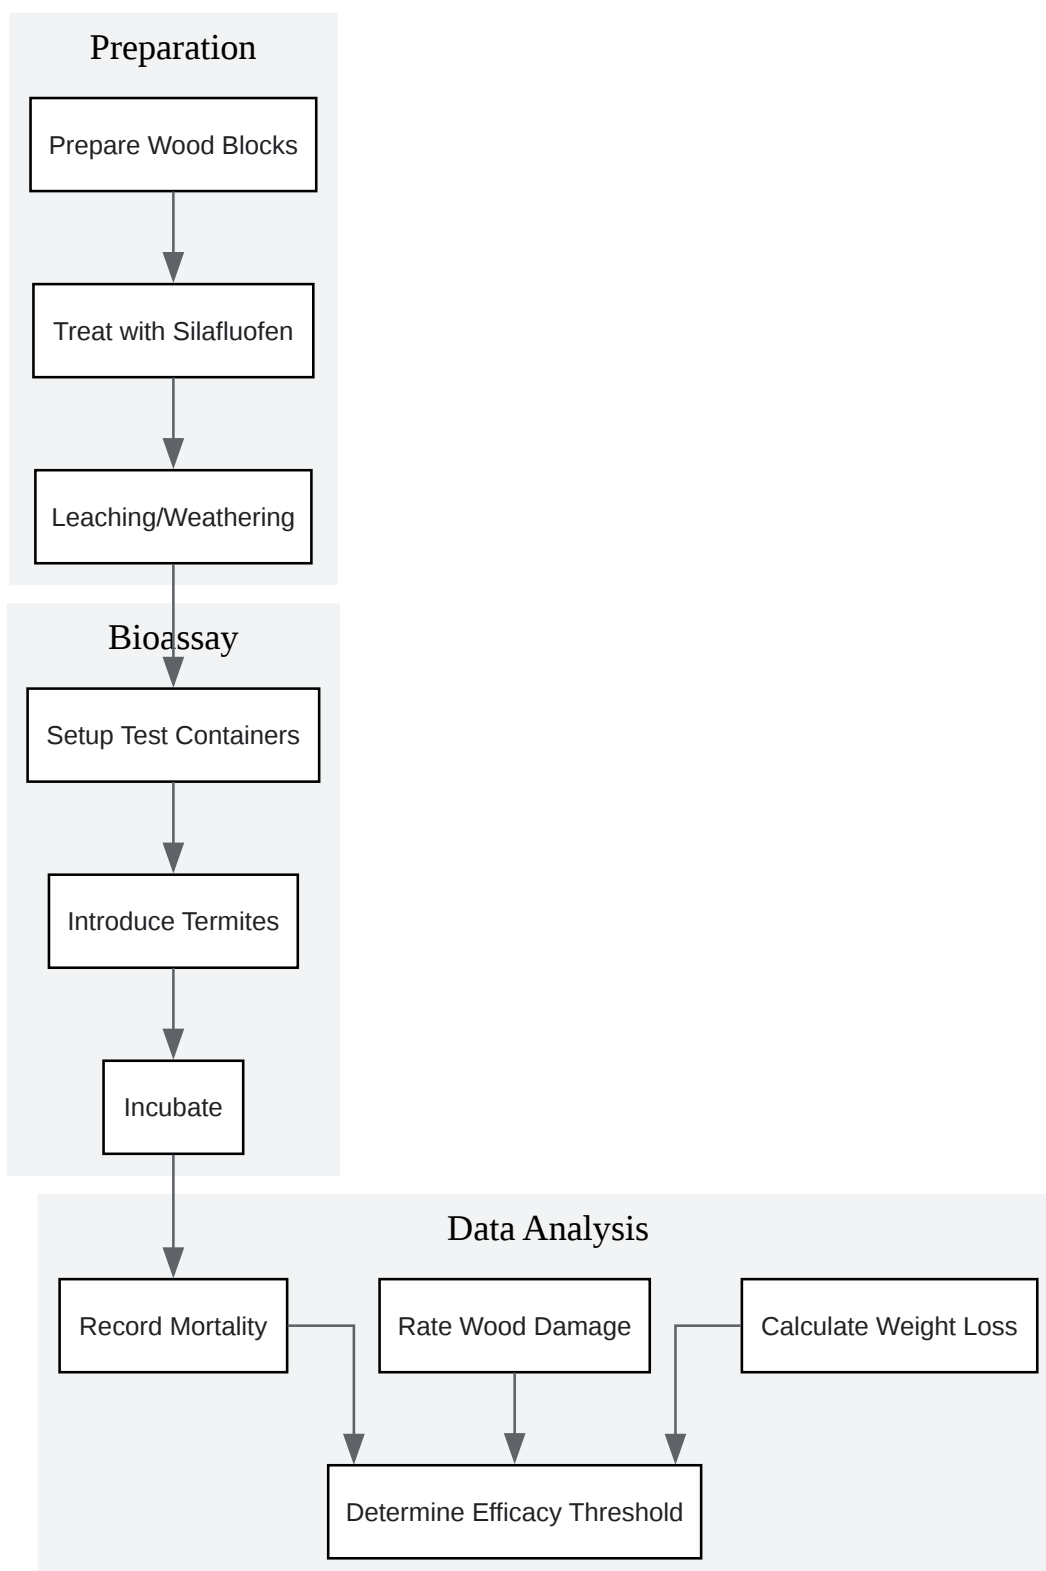 Preparation
Prepare Wood Blocks
Treat with Silafluofen
Leaching/Weathering
Bioassay
Setup Test Containers
Introduce Termites
Incubate
Data Analysis
Record Mortality
Rate Wood Damage
Calculate Weight Loss
Determine Efficacy Threshold